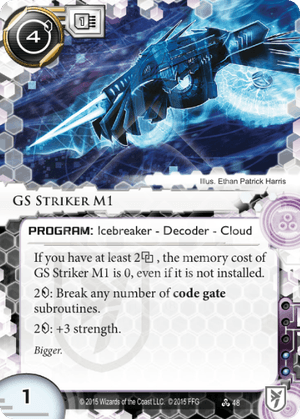 4
1
Illus. Ethan Patrick Harris
GS Striker M1
PROGRAM: Icebreaker - Decoder - Cloud
If you have at least 2, the memory cost of
GS Striker M1 is 0, even if it is not installed.
2: Break any number of code gate
subroutines.
2: +3 strength.
Bigger.
1
© 2015 Wizards of the Coast LLC. © 2015 FFG
48